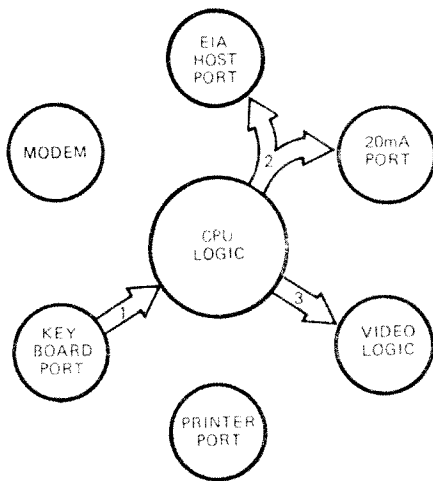 EIA
HOST
PORT
MODEM
20mA
PORT
2
CPU
LOGIC
1
3
KEY
BOARD
PORT
VIDEO
LOGIC
PRINTER
PORT